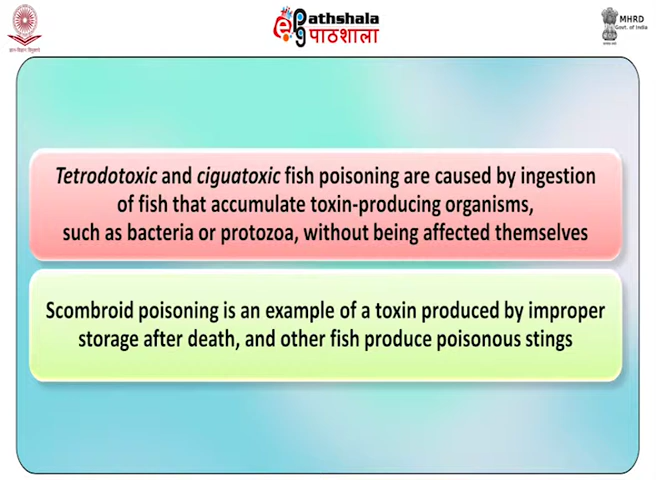 ePG Pathshala
पाठशाला
MHRD
Govt. of India
Tetrodotoxic and ciguatoxic fish poisoning are caused by ingestion
of fish that accumulate toxin-producing organisms,
such as bacteria or protozoa, without being affected themselves
Scombroid poisoning is an example of a toxin produced by improper
storage after death, and other fish produce poisonous stings